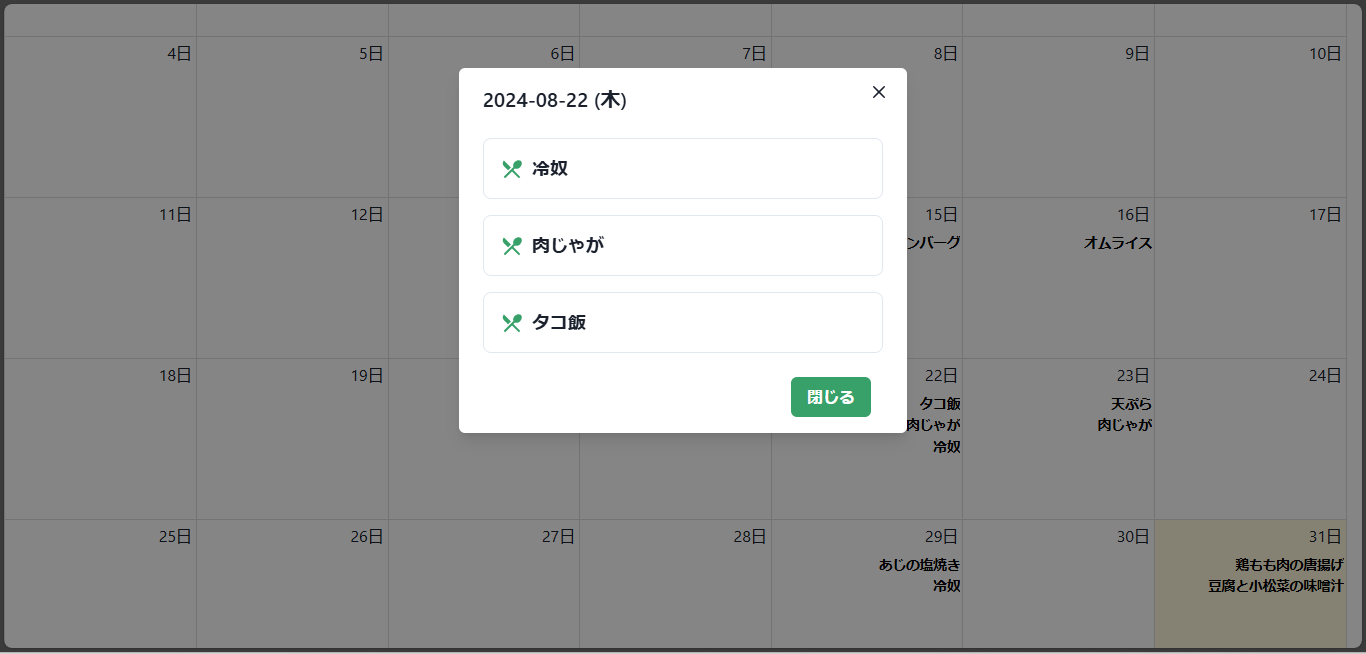 4日 5日 6日 7日 8日 9日 10日
2024-08-22 (木)
冷奴
肉じゃが
タコ飯
閉じる
11日 12日 15日 16日 17日
ンバーグ オムライス
18日 19日 22日 23日 24日
タコ飯 天ぷら
肉じゃが 肉じゃが
冷奴
25日 26日 27日 28日 29日 30日 31日
あじの塩焼き 鶏もも肉の唐揚げ
冷奴 豆腐と小松菜の味噌汁